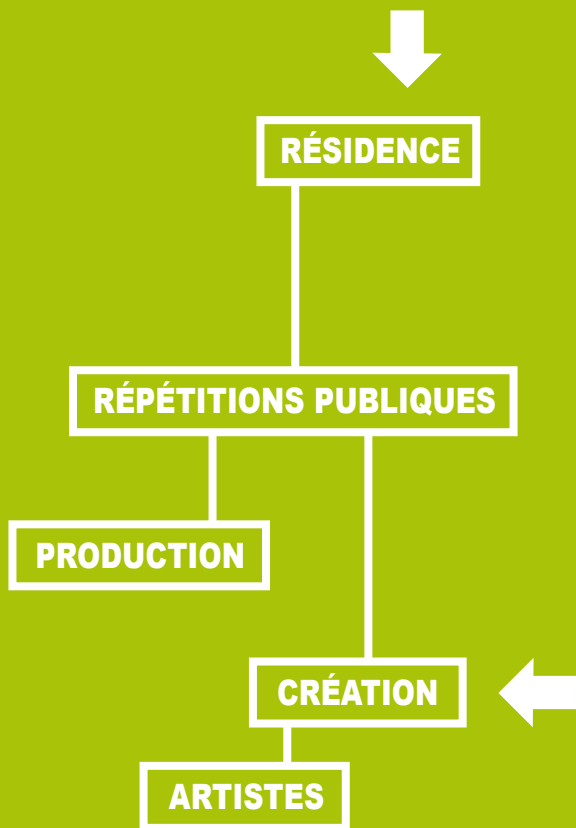 RÉSIDENCE
RÉPÉTITIONS PUBLIQUES
PRODUCTION
CRÉATION
ARTISTES